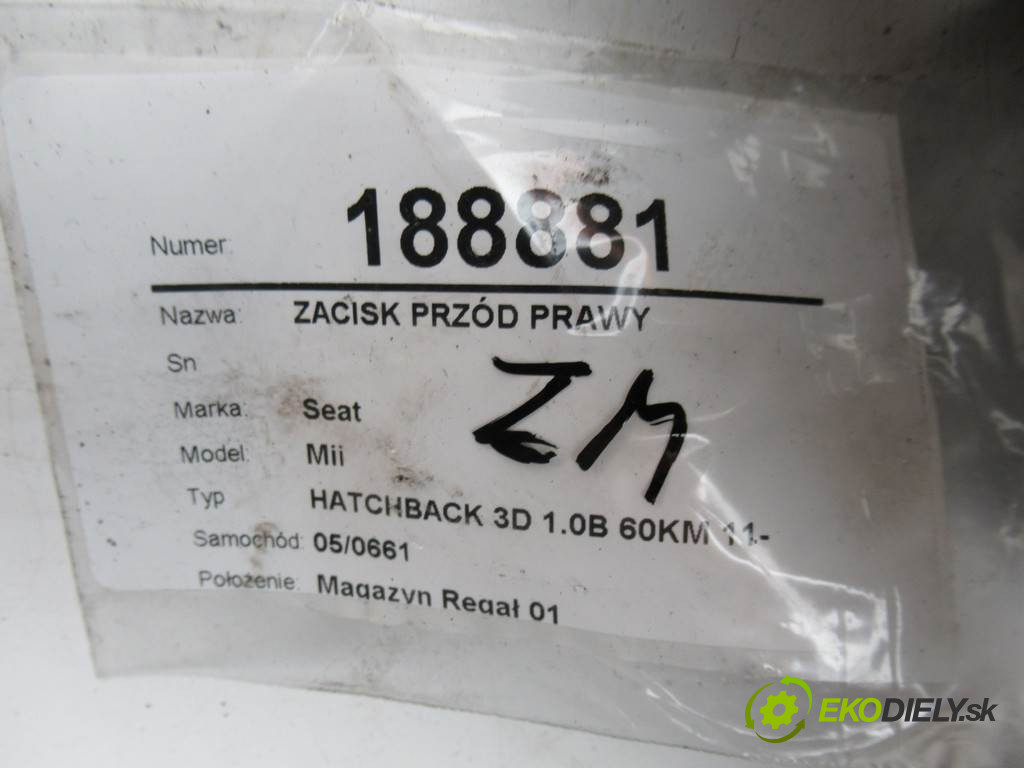 Numer: 188881
Nazwa: ZACISK PRZÓD PRAWY
Sn
Marka: Seat
Model: Mii
Typ HATCHBACK 3D 1.0B 60KM 11-
Samochód: 05/0661
Położenie: Magazyn Regał 01
ZM
EKODIELY.sk